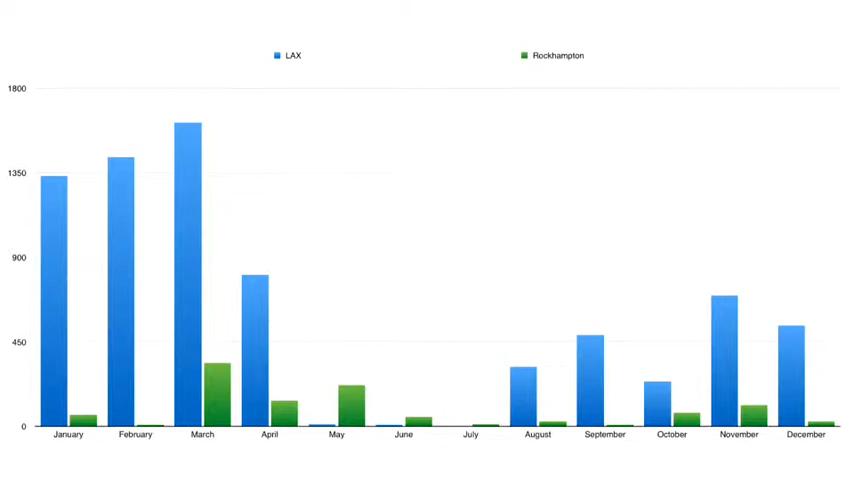 LAX Rockhampton
1800
1350
900
450
0
January February March April May June July August September October November December